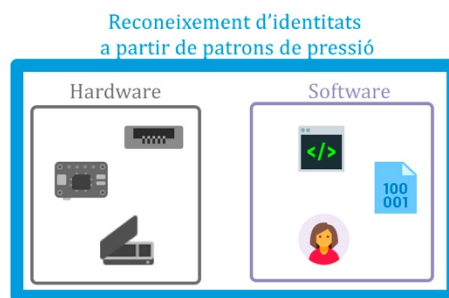 Reconeixement d’identitats
a partir de patrons de pressió
Hardware
Software
</>
100
001